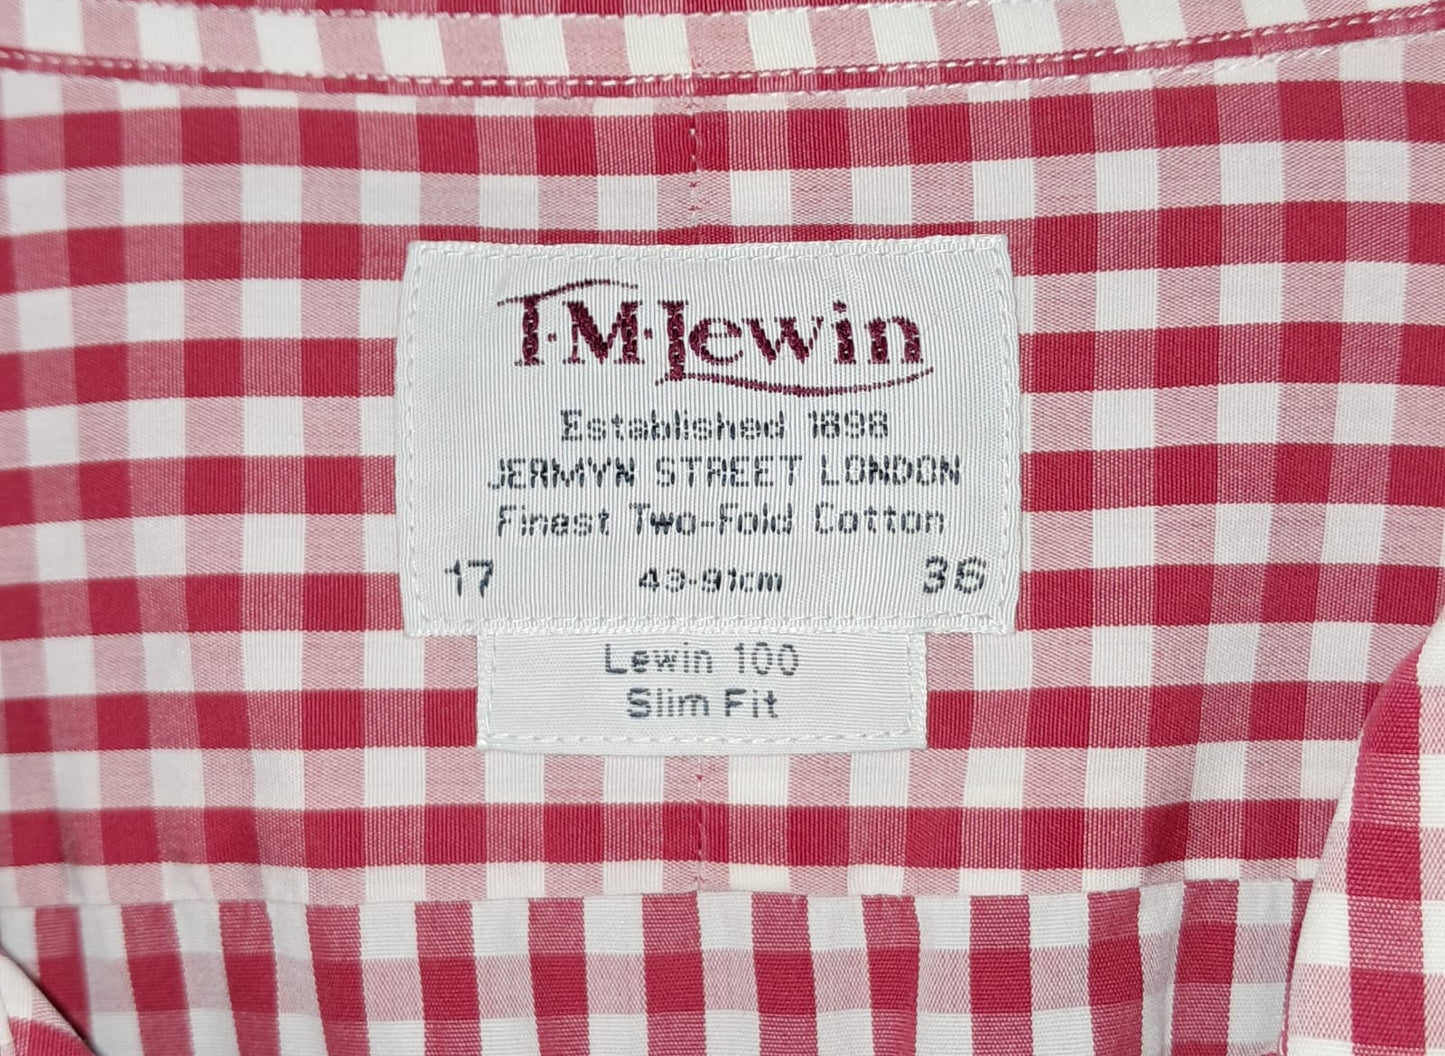 T·M·Lewin
Established 1898
JERMYN STREET LONDON
Finest Two-Fold Cotton
17 43-91cm 36
Lewin 100
Slim Fit